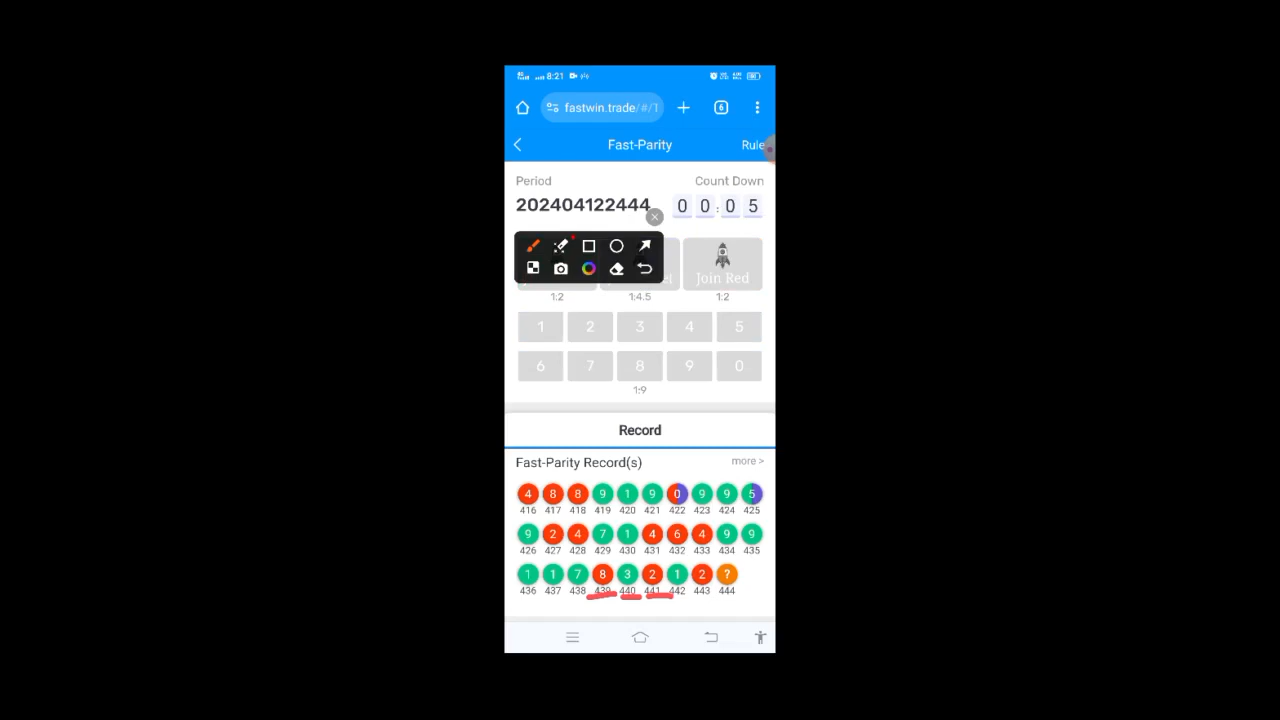 8:21
fastwin.trade/#/1
6
Fast-Parity
Rule
Period
Count Down
202404122444
0 0 : 0 5
Join Red
1:2
1:4.5
1:2
1 2 3 4 5
6 7 8 9 0
1:9
Record
Fast-Parity Record(s)
more >
4 8 8 9 1 9 0 9 9 5
416 417 418 419 420 421 422 423 424 425
9 2 4 7 1 4 6 4 9 9
426 427 428 429 430 431 432 433 434 435
1 1 7 8 3 2 1 2 ?
436 437 438 439 440 441 442 443 444